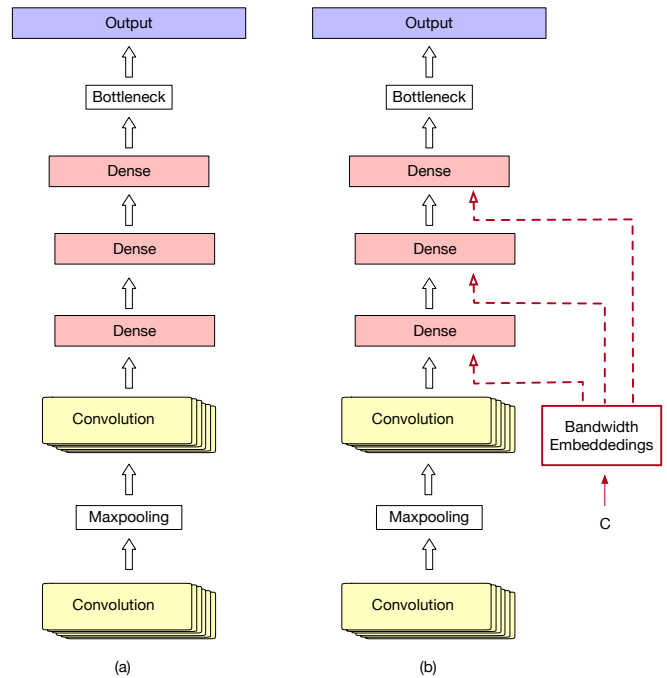 Output
Bottleneck
Dense
Dense
Dense
Convolution
Maxpooling
Convolution
(a)
Output
Bottleneck
Dense
Dense
Dense
Convolution
Maxpooling
Convolution
(b)
Bandwidth
Embeddedings
C